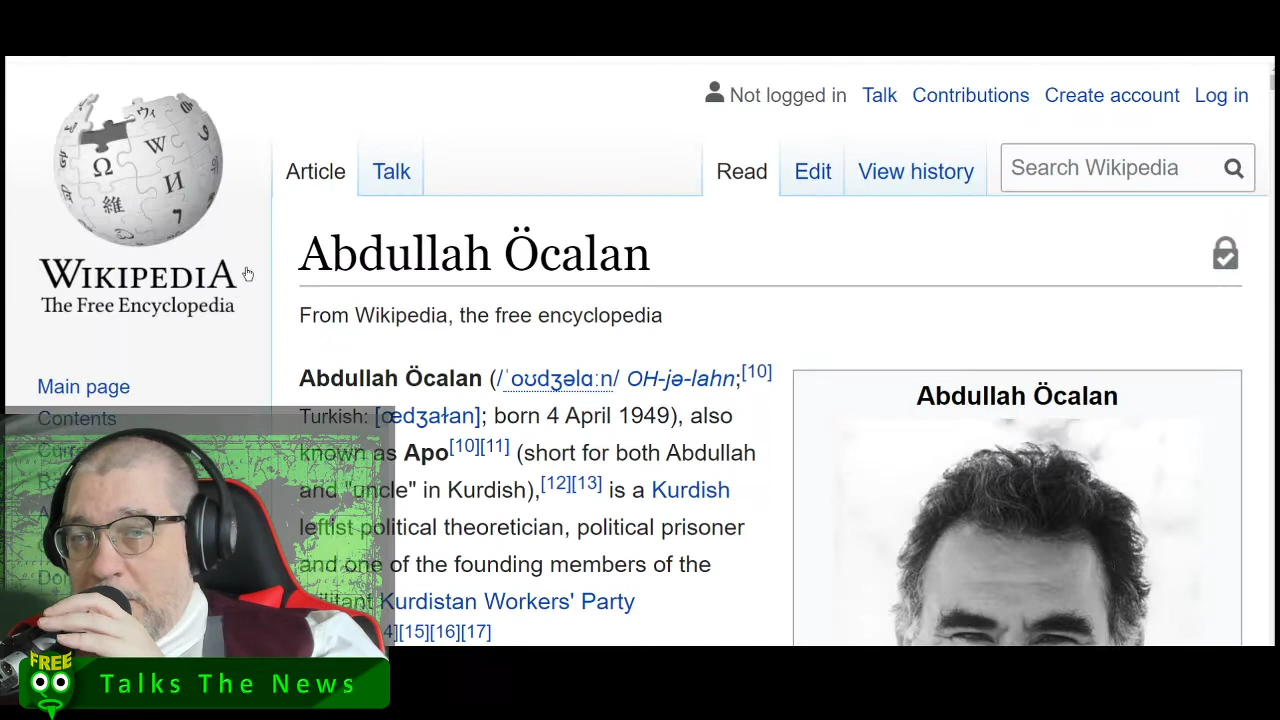 Not logged in Talk Contributions Create account Log in
Article Talk Read Edit View history Search Wikipedia
WIKIPEDIA
The Free Encyclopedia
Abdullah Öcalan
From Wikipedia, the free encyclopedia
Main page
Contents
Abdullah Öcalan (/ˈoʊdʒəlɑːn/ OH-jə-lahn;[10]
Turkish: [œdʒaɫan]; born 4 April 1949), also
known as Apo[10][11] (short for both Abdullah
and "uncle" in Kurdish),[12][13] is a Kurdish
leftist political theoretician, political prisoner
and one of the founding members of the
Kurdistan Workers' Party
[15][16][17]
Abdullah Öcalan
FREE
Talks The News